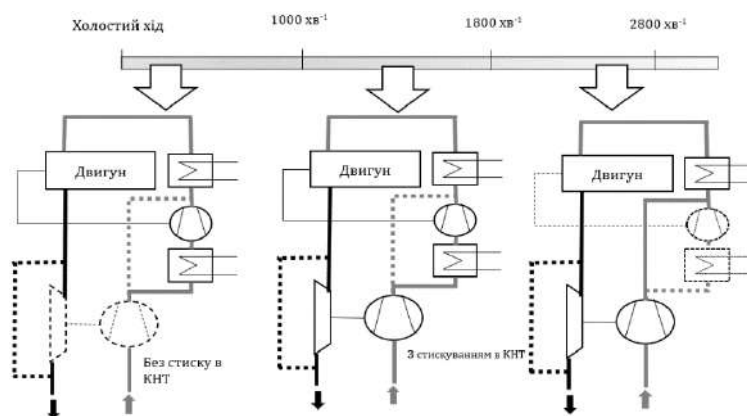 Холостий хід
1000 хв⁻¹
1800 хв⁻¹
2800 хв⁻¹
Двигун
Двигун
Двигун
Без стиску в
КНТ
З стискуванням в КНТ